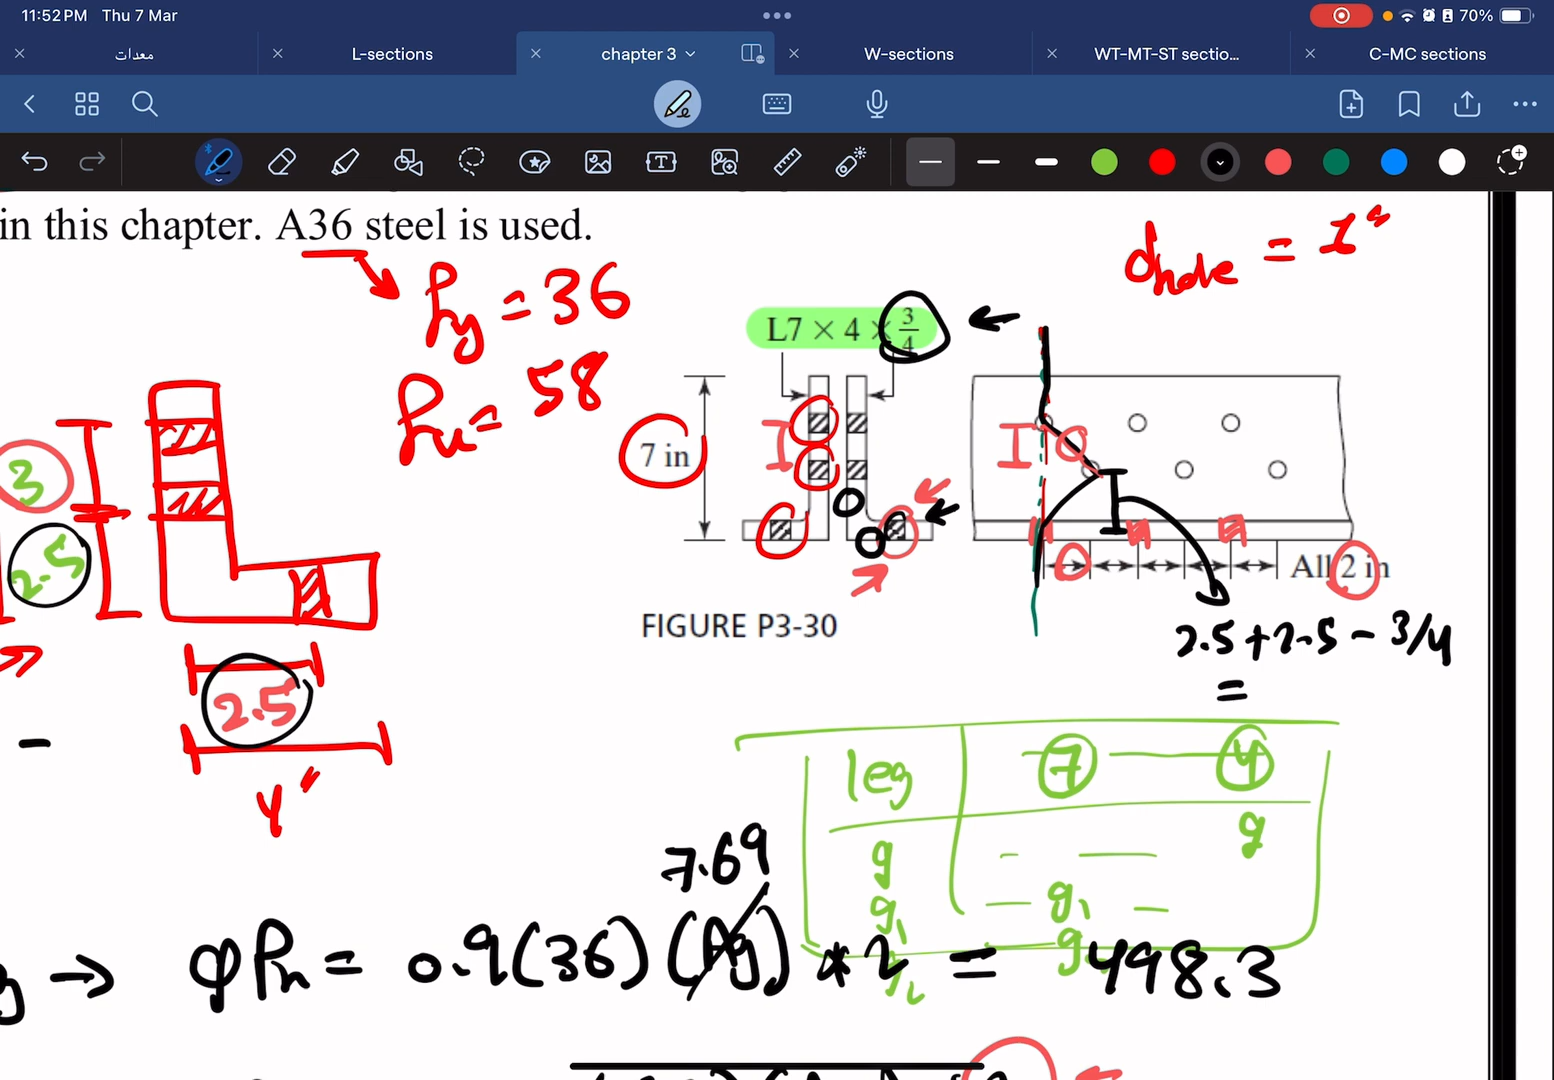 11:52 PM Thu 7 Mar
70%
معدات
L-sections
chapter 3
W-sections
WT-MT-ST sectio...
C-MC sections
in this chapter. A36 steel is used.
Fy = 36
Fu = 58
dhole = 1"
L7 × 4 × 3/4
7 in
All 2 in
FIGURE P3-30
3
2.5
2.5
4"
2.5 + 2.5 - 3/4
=
leg 7 4
g g
g1 g1
g2
7.69
→ φPn = 0.9(36)(Ag) * 2 = 498.3